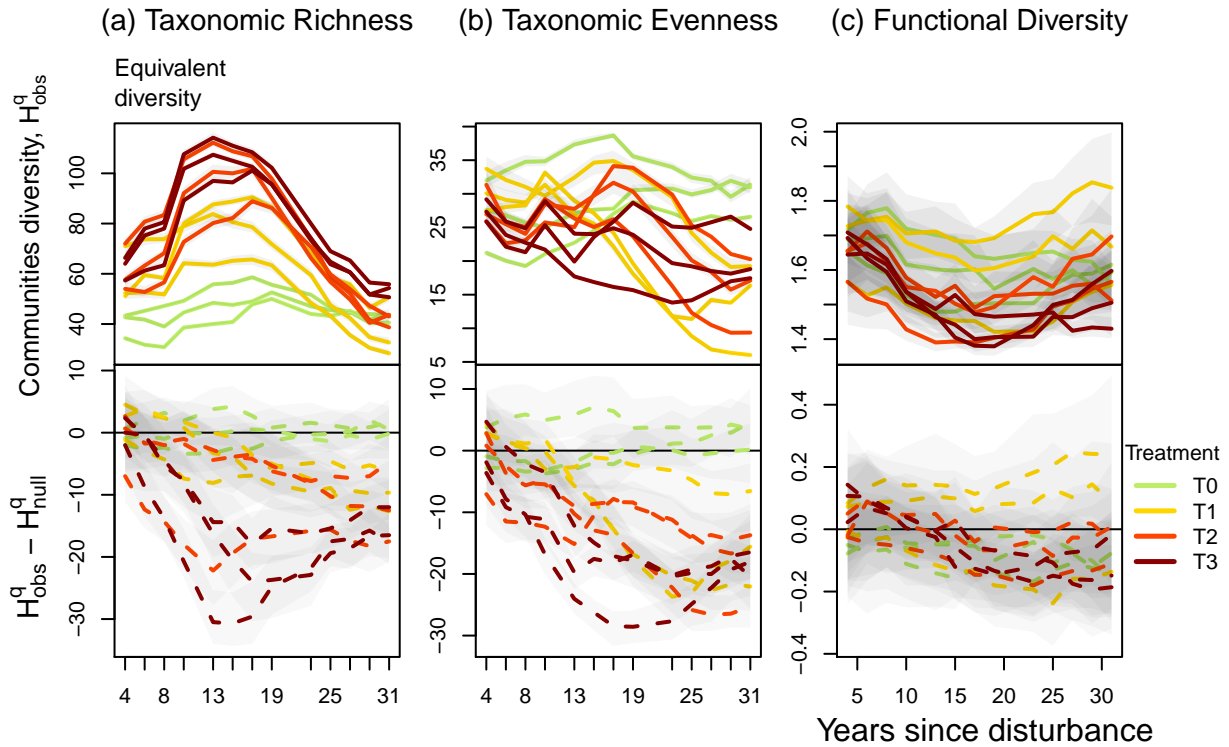 (a) Taxonomic Richness (b) Taxonomic Evenness (c) Functional Diversity
Equivalent
diversity
Communities diversity, H^q_obs
40 60 80 100
5 15 25 35
1.4 1.6 1.8 2.0
H^q_obs − H^q_null
−30 −20 −10 0 10
−30 −20 −10 0 10
−0.4 −0.2 0.0 0.2 0.4
4 8 13 19 25 31
4 8 13 19 25 31
5 10 15 20 25 30
Years since disturbance
Treatment
T0
T1
T2
T3